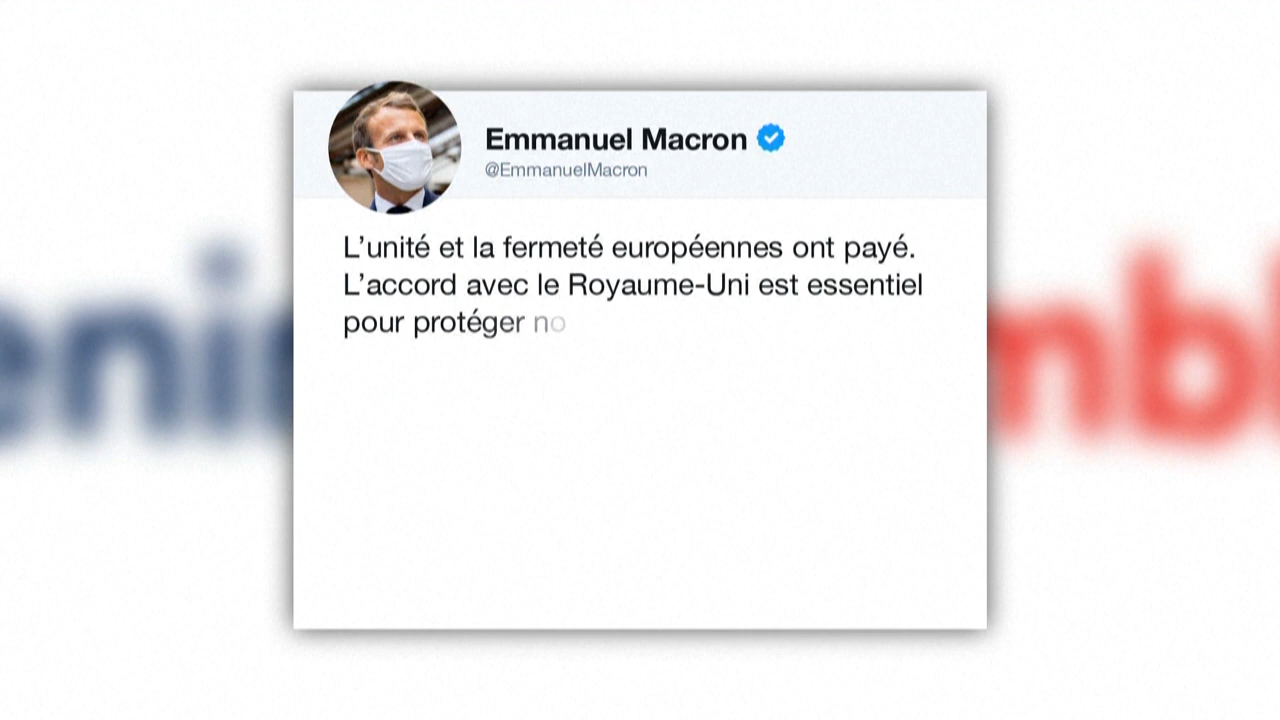 Emmanuel Macron
@EmmanuelMacron
L’unité et la fermeté européennes ont payé.
L’accord avec le Royaume-Uni est essentiel
pour protéger no